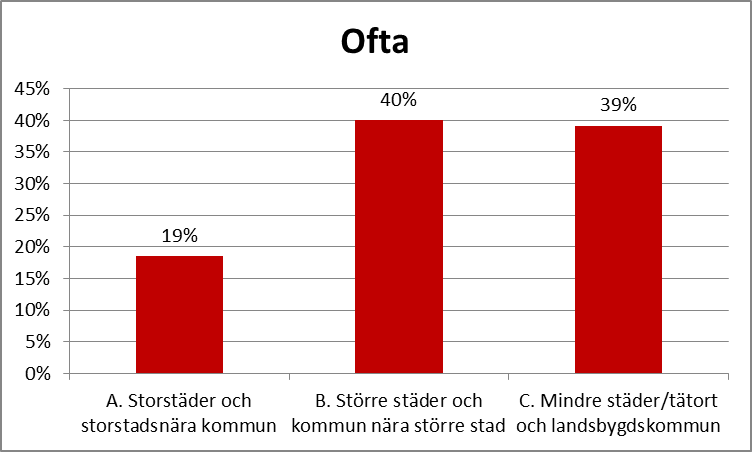 Ofta
45%
40%
35%
30%
25%
20%
15%
10%
5%
0%
19%
40%
39%
A. Storstäder och
storstadsnära kommun
B. Större städer och
kommun nära större stad
C. Mindre städer/tätort
och landsbygdskommun